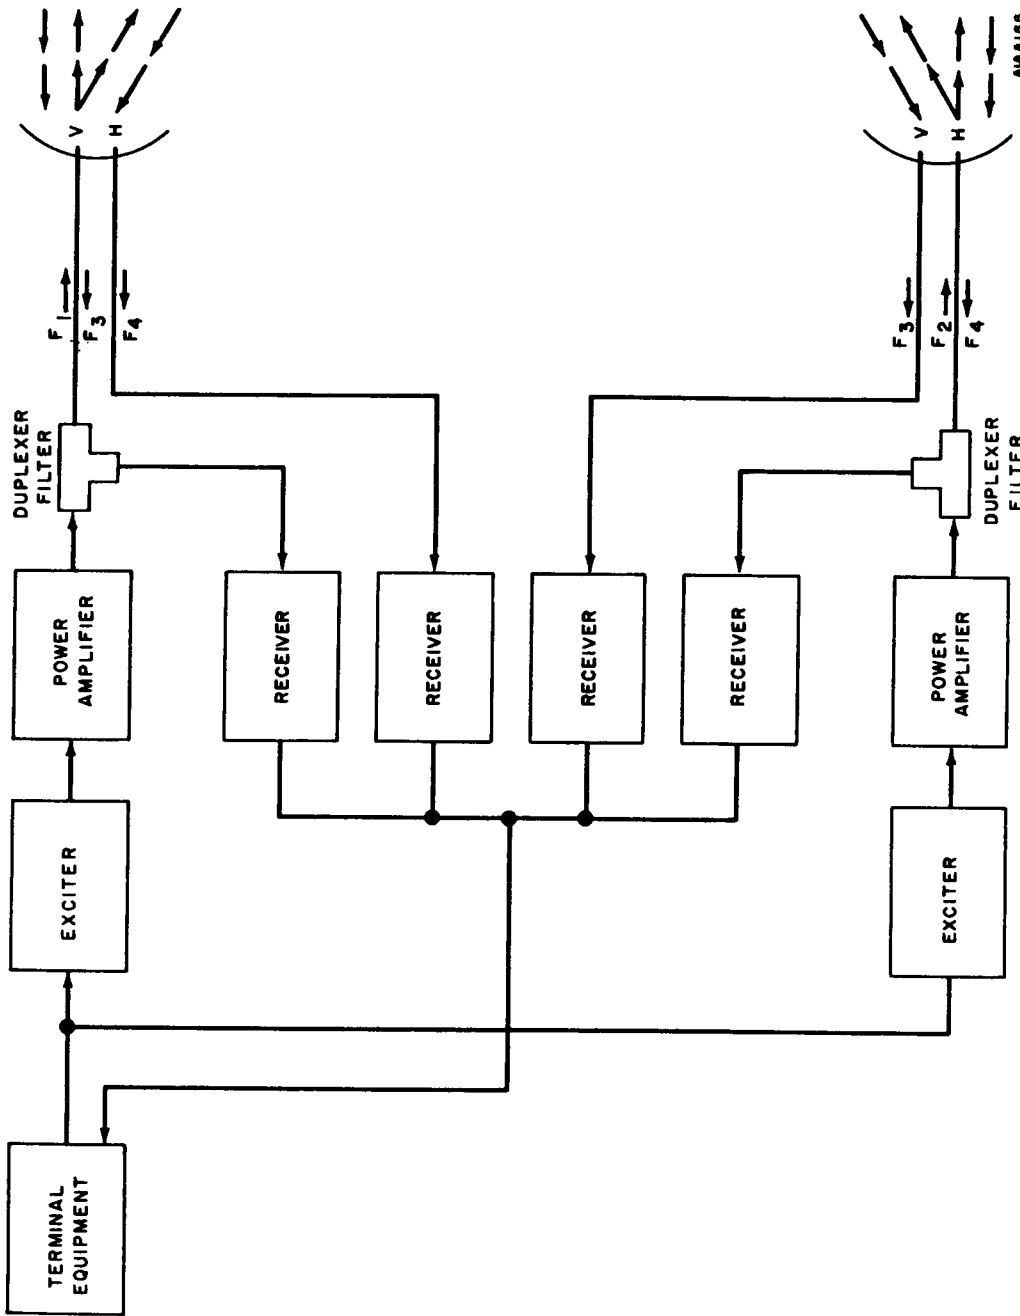 TERMINAL
EQUIPMENT
EXCITER
POWER
AMPLIFIER
DUPLEXER
FILTER
F1
F3
F4
V
H
RECEIVER
RECEIVER
RECEIVER
RECEIVER
EXCITER
POWER
AMPLIFIER
DUPLEXER
FILTER
F3
F2
F4
V
H